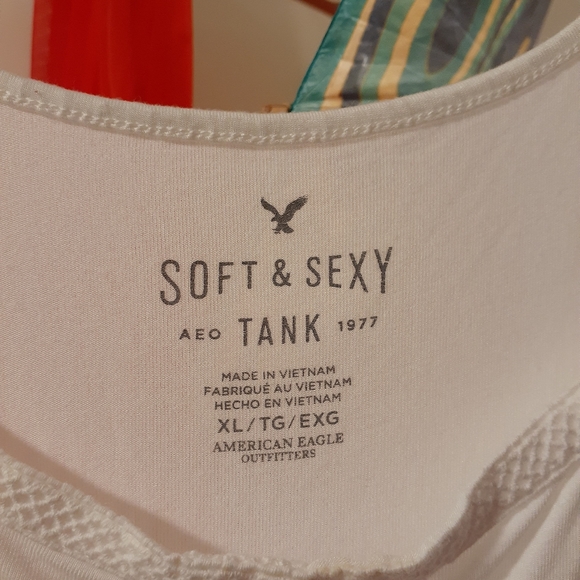 SOFT & SEXY
AEO TANK 1977
MADE IN VIETNAM
FABRIQUÉ AU VIETNAM
HECHO EN VIETNAM
XL/TG/EXG
AMERICAN EAGLE
OUTFITTERS